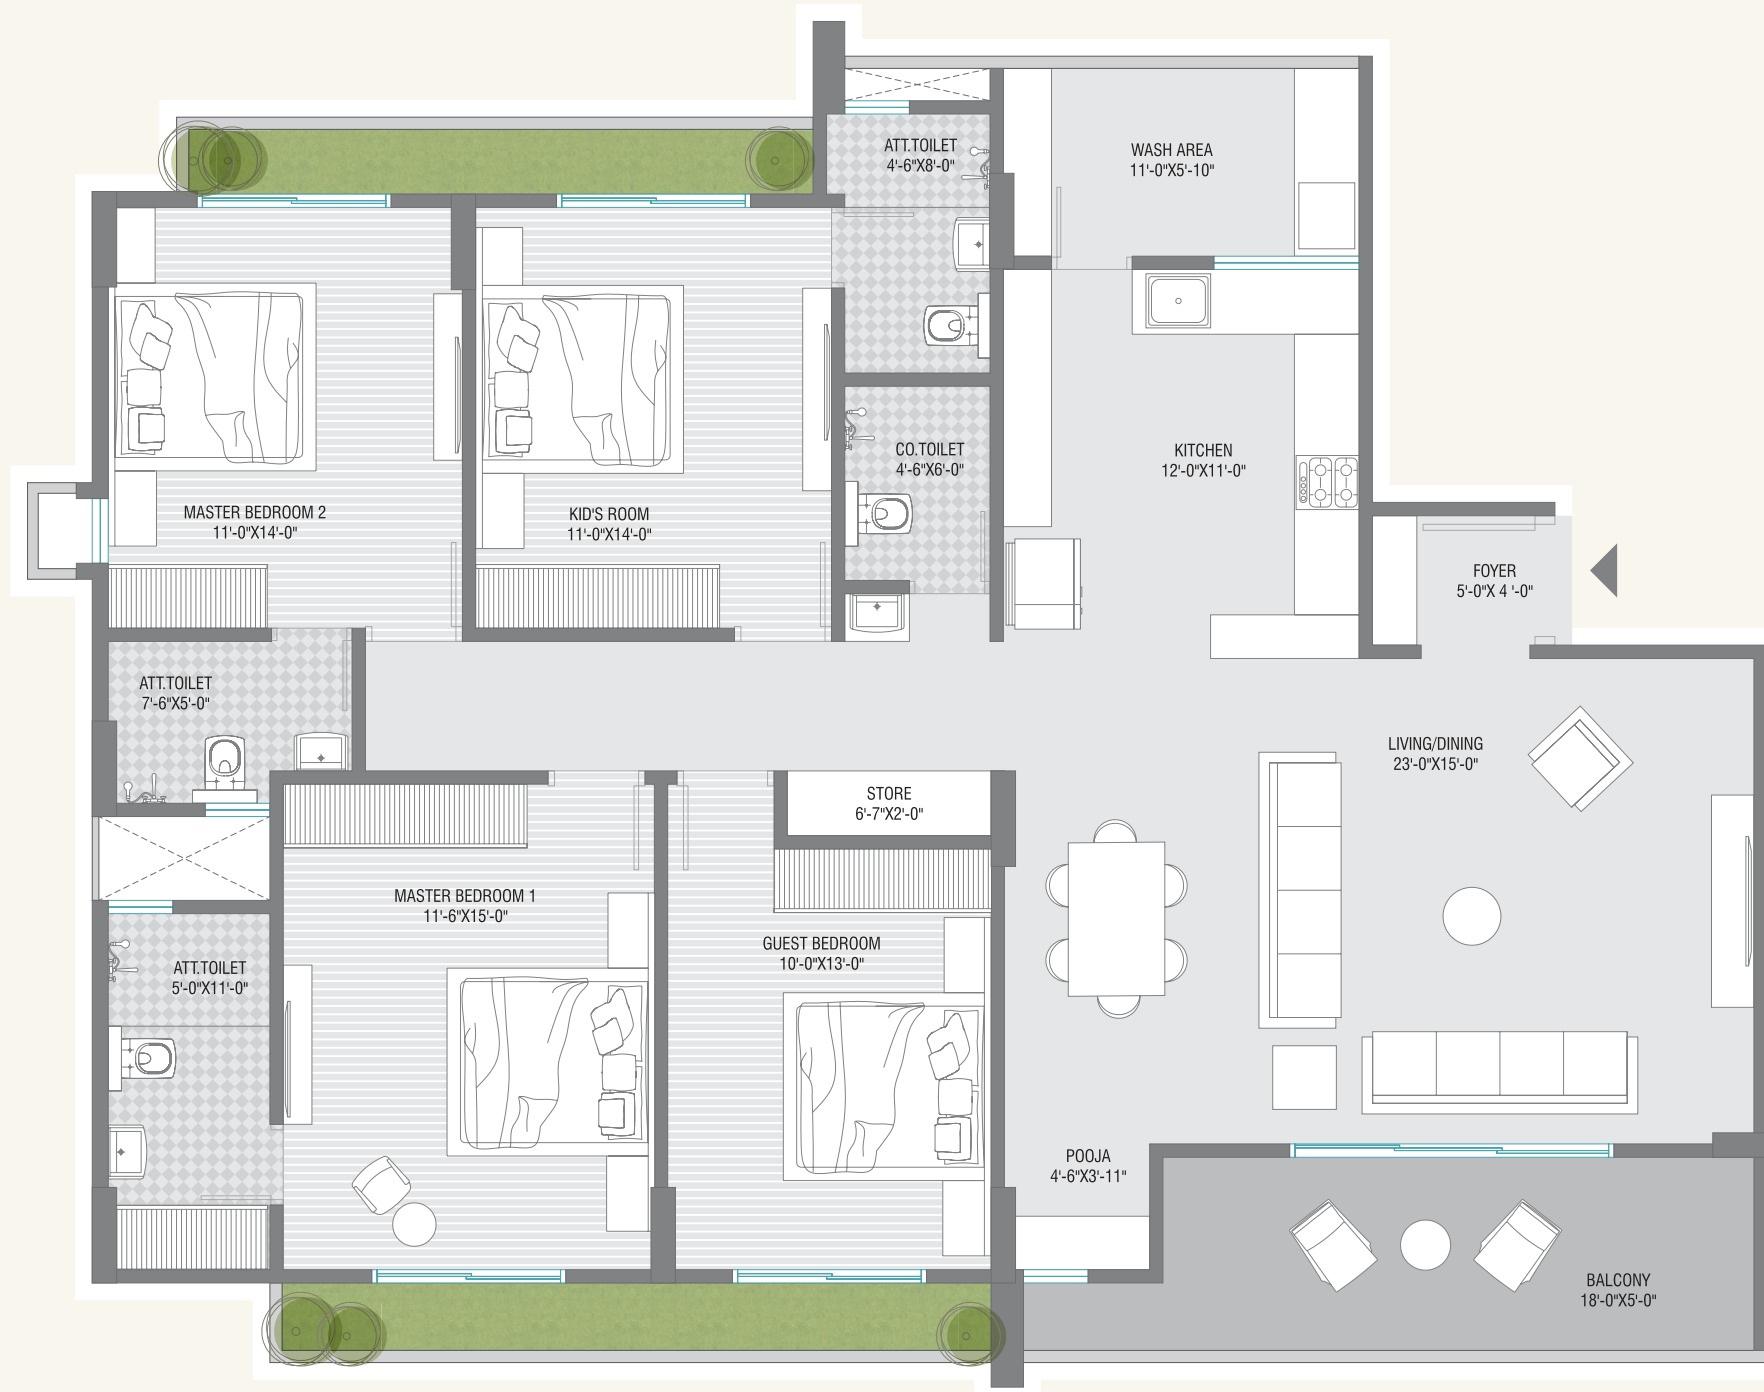 ATT.TOILET
4'-6"X8'-0"
WASH AREA
11'-0"X5'-10"
CO.TOILET
4'-6"X6'-0"
KITCHEN
12'-0"X11'-0"
MASTER BEDROOM 2
11'-0"X14'-0"
KID'S ROOM
11'-0"X14'-0"
FOYER
5'-0"X 4 '-0"
ATT.TOILET
7'-6"X5'-0"
LIVING/DINING
23'-0"X15'-0"
STORE
6'-7"X2'-0"
MASTER BEDROOM 1
11'-6"X15'-0"
GUEST BEDROOM
10'-0"X13'-0"
ATT.TOILET
5'-0"X11'-0"
POOJA
4'-6"X3'-11"
BALCONY
18'-0"X5'-0"